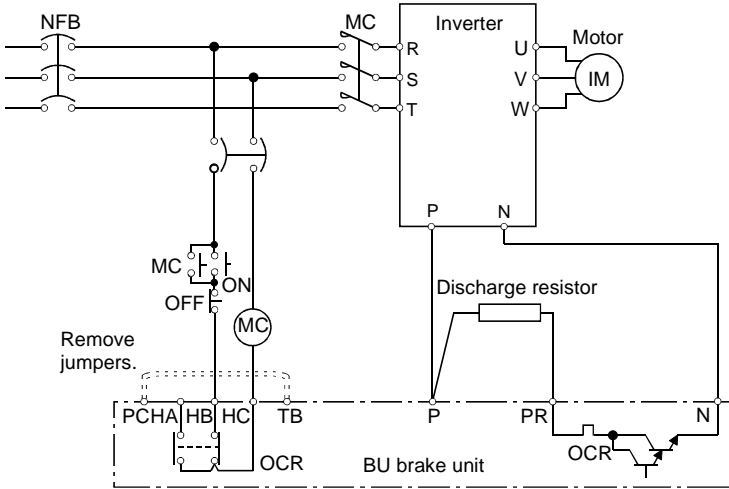 NFB
MC
Inverter
Motor
R
U
S
V
IM
T
W
P
N
MC
ON
OFF
MC
Discharge resistor
Remove
jumpers.
PC HA HB HC TB
P
PR
N
OCR
BU brake unit
OCR